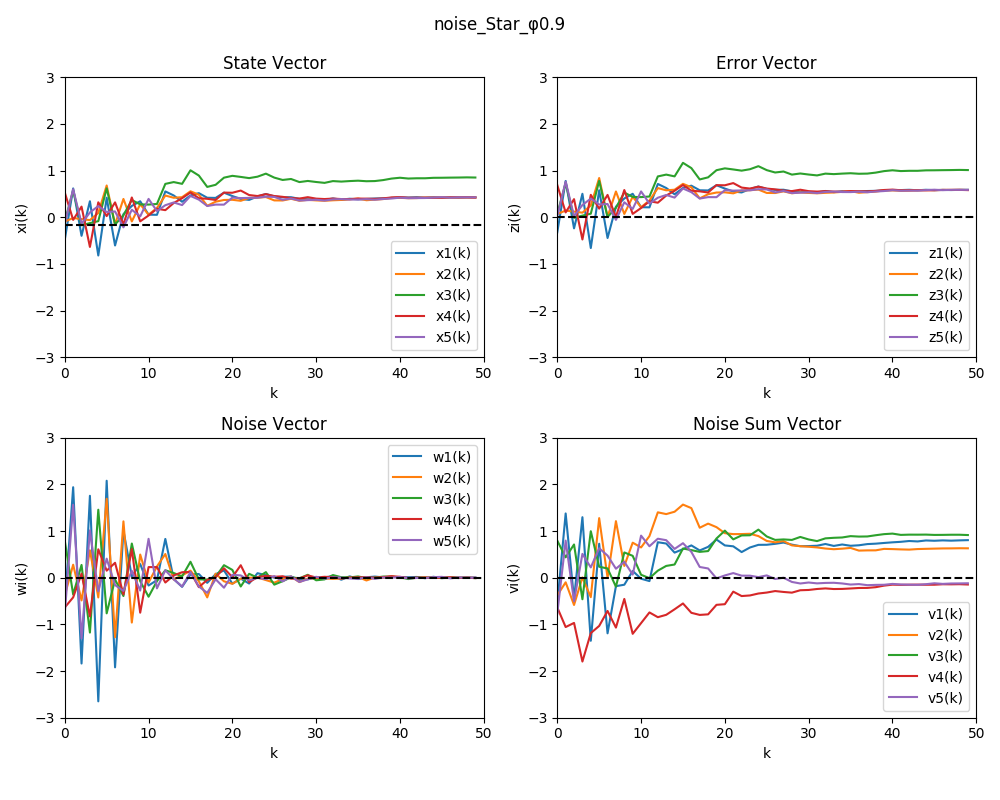 noise_Star_φ0.9
State Vector
3
2
1
0
−1
−2
−3
xi(k)
0
10
20
30
40
50
k
x1(k)
x2(k)
x3(k)
x4(k)
x5(k)
Error Vector
3
2
1
0
−1
−2
−3
zi(k)
0
10
20
30
40
50
k
z1(k)
z2(k)
z3(k)
z4(k)
z5(k)
Noise Vector
3
2
1
0
−1
−2
−3
wi(k)
0
10
20
30
40
50
k
w1(k)
w2(k)
w3(k)
w4(k)
w5(k)
Noise Sum Vector
3
2
1
0
−1
−2
−3
vi(k)
0
10
20
30
40
50
k
v1(k)
v2(k)
v3(k)
v4(k)
v5(k)